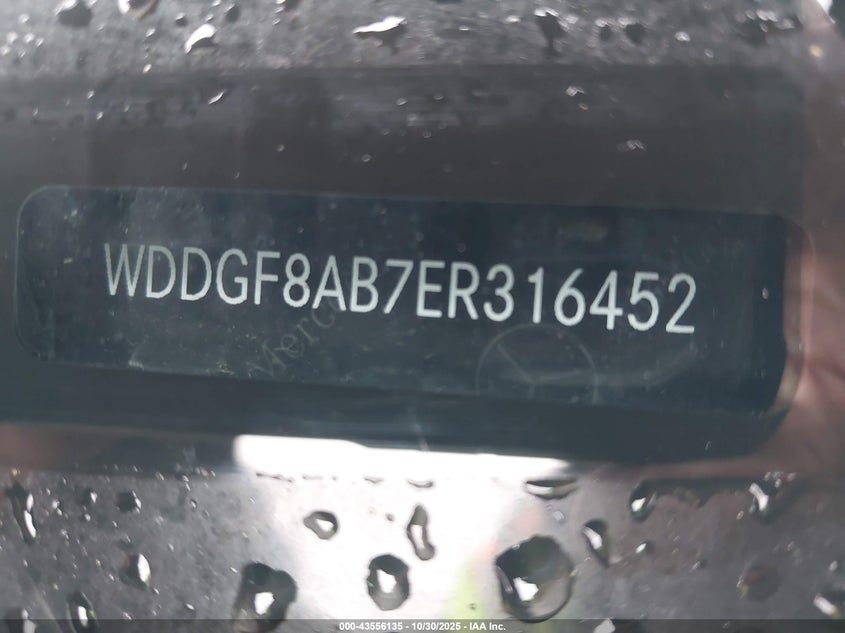 WDDGF8AB7ER316452
000-43556135 - 10/30/2025 - IAA Inc.